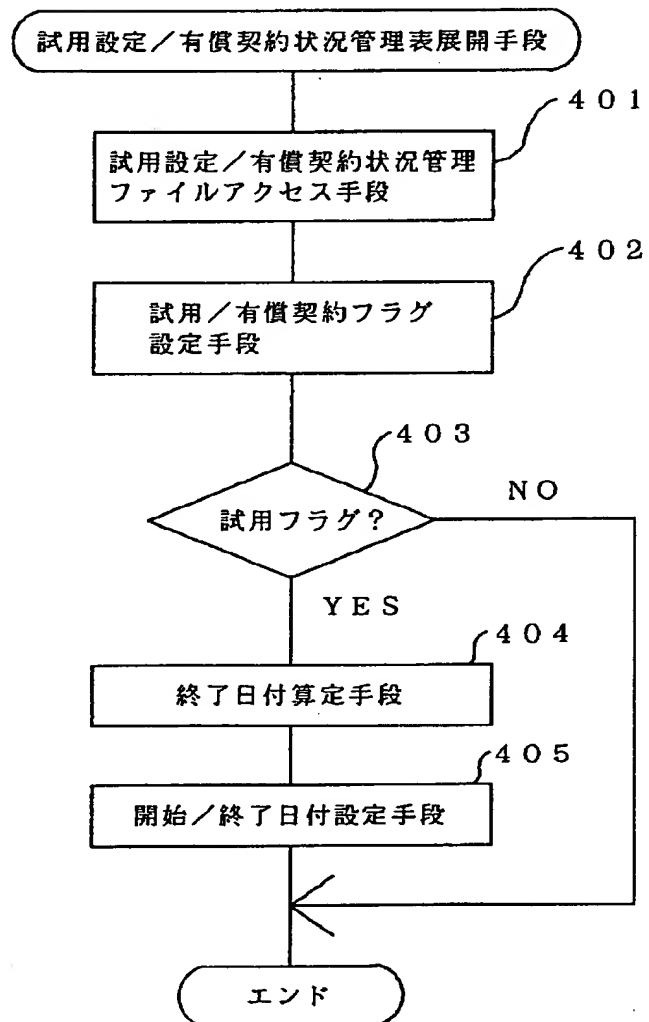 試用設定／有償契約状況管理表展開手段
401
試用設定／有償契約状況管理
ファイルアクセス手段
402
試用／有償契約フラグ
設定手段
403
試用フラグ？
NO
YES
404
終了日付算定手段
405
開始／終了日付設定手段
エンド